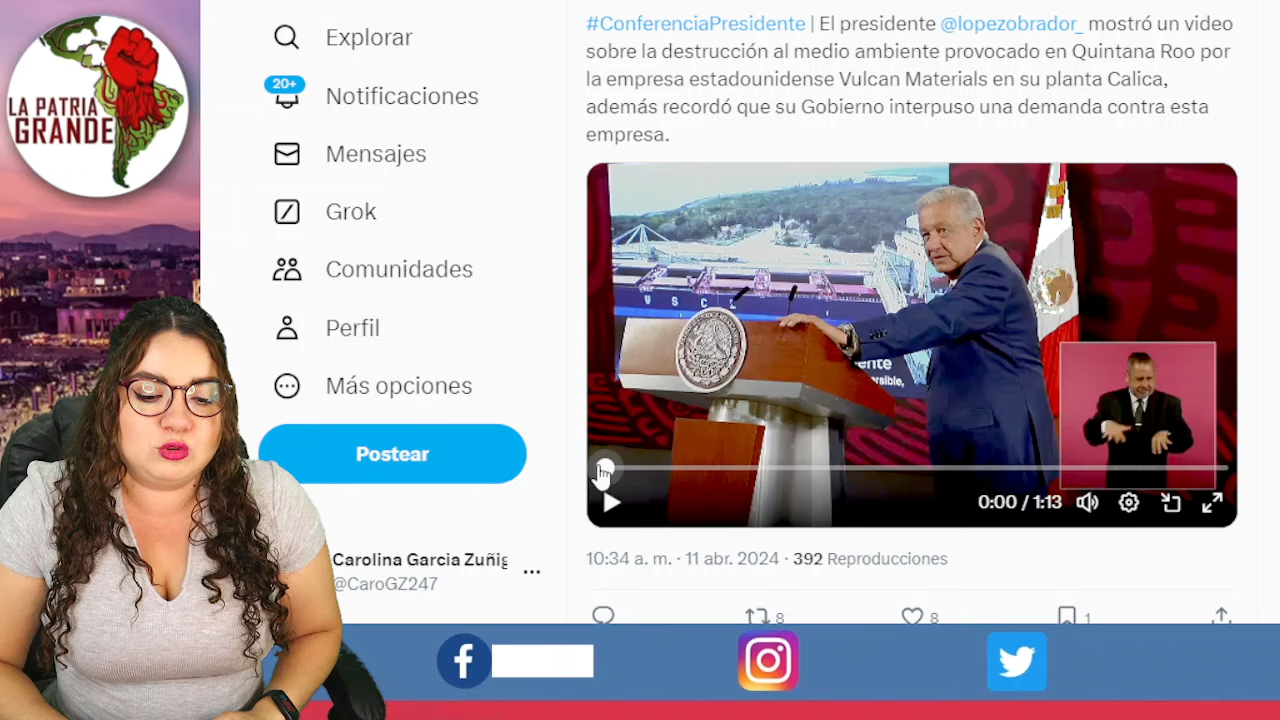 LA PATRIA
GRANDE
Explorar
20+
Notificaciones
Mensajes
Grok
Comunidades
Perfil
Más opciones
Postear
Carolina Garcia Zuñig
@CaroGZ247
#ConferenciaPresidente | El presidente @lopezobrador_ mostró un video
sobre la destrucción al medio ambiente provocado en Quintana Roo por
la empresa estadounidense Vulcan Materials en su planta Calica,
además recordó que su Gobierno interpuso una demanda contra esta
empresa.
V S C L
ente
ersible,
0:00 / 1:13
10:34 a. m. · 11 abr. 2024 · 392 Reproducciones
8
8
1